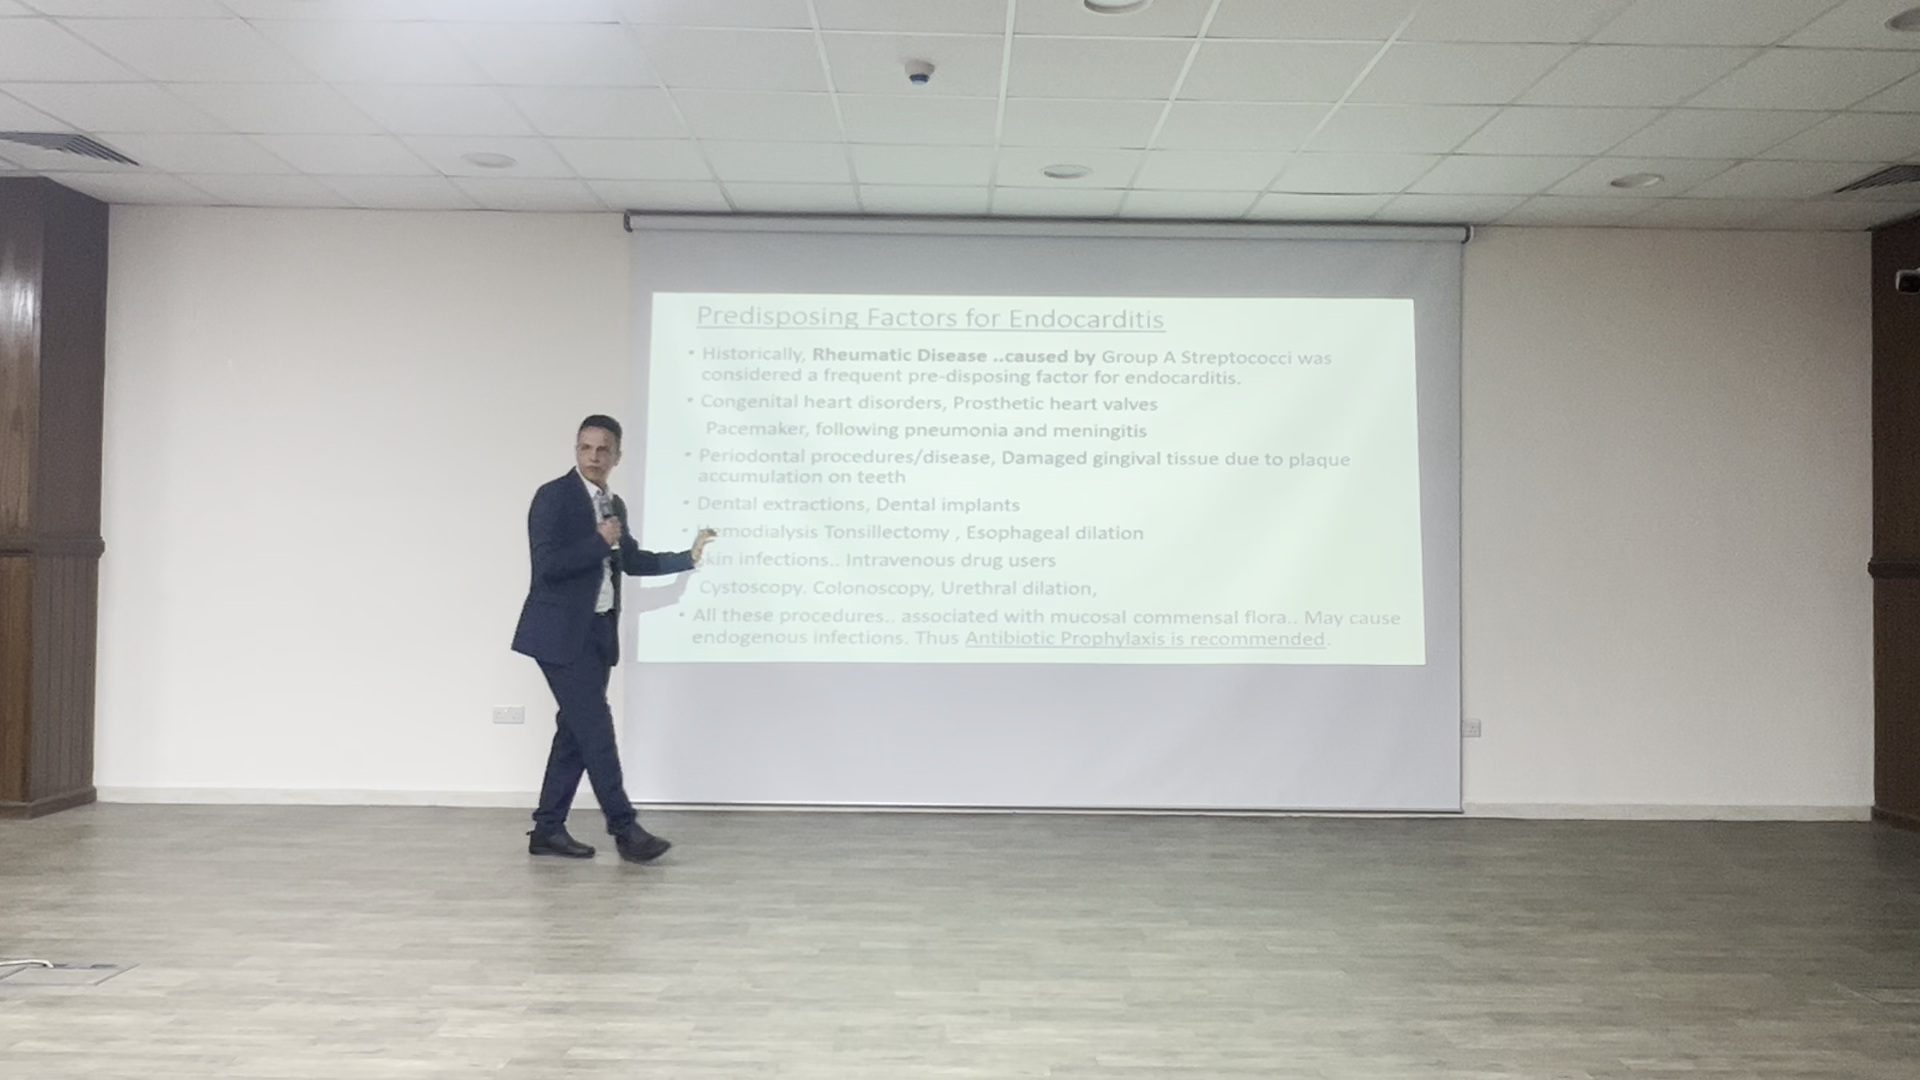 Predisposing Factors for Endocarditis
• Historically, Rheumatic Disease ..caused by Group A Streptococci was
considered a frequent pre-disposing factor for endocarditis.
• Congenital heart disorders, Prosthetic heart valves
Pacemaker, following pneumonia and meningitis
• Periodontal procedures/disease, Damaged gingival tissue due to plaque
accumulation on teeth
• Dental extractions, Dental implants
• Hemodialysis Tonsillectomy , Esophageal dilation
Skin infections.. Intravenous drug users
Cystoscopy. Colonoscopy, Urethral dilation,
• All these procedures.. associated with mucosal commensal flora.. May cause
endogenous infections. Thus Antibiotic Prophylaxis is recommended.